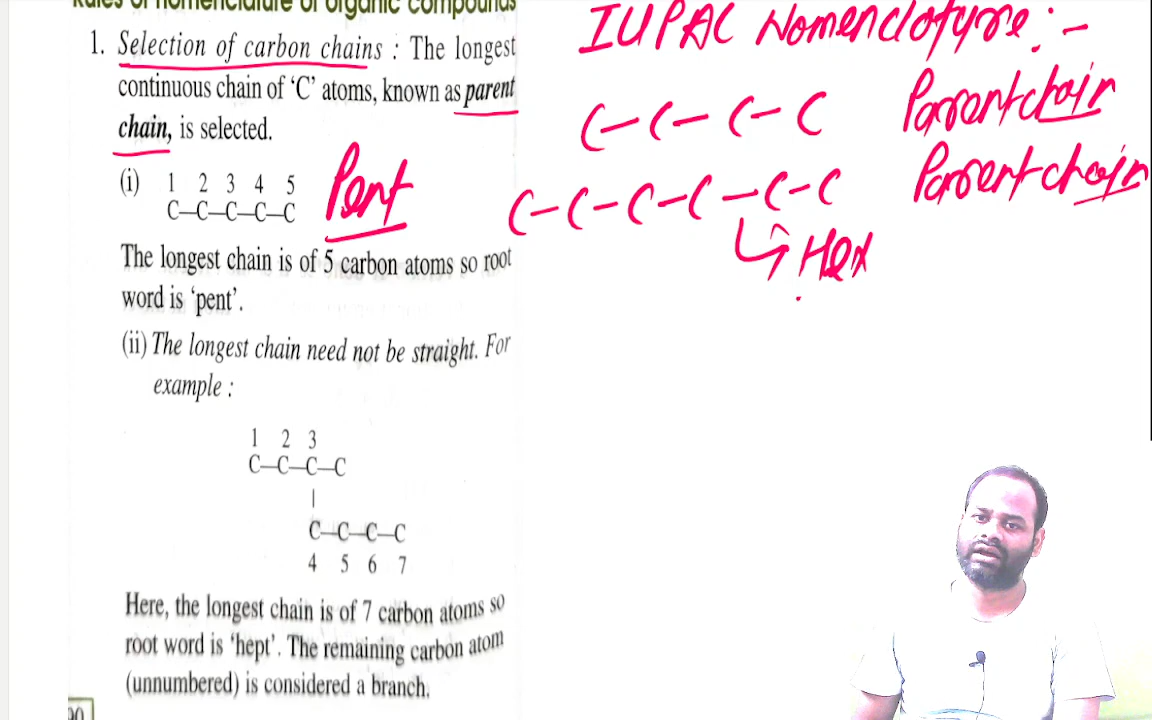 Rules of nomenclature of organic compounds
1. Selection of carbon chains : The longest
continuous chain of ‘C’ atoms, known as parent
chain, is selected.
(i) 1 2 3 4 5
C–C–C–C–C
Pent
The longest chain is of 5 carbon atoms so root
word is ‘pent’.
(ii) The longest chain need not be straight. For
example :
1 2 3
C–C–C–C
|
C–C–C–C
4 5 6 7
Here, the longest chain is of 7 carbon atoms so
root word is ‘hept’. The remaining carbon atom
(unnumbered) is considered a branch.
90
IUPAC Nomenclature :-
C–C–C–C Parent chain
C–C–C–C–C–C Parent chain
Hex